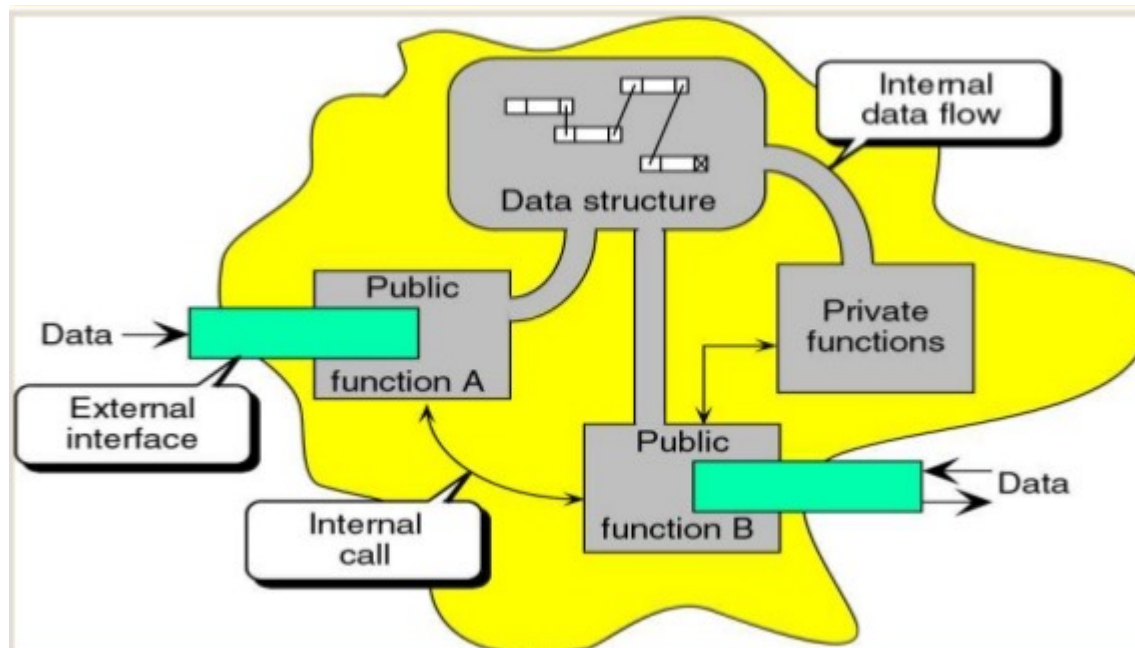 Internal
data flow
Data structure
Public
function A
Data
External
interface
Private
functions
Public
function B
Data
Internal
call